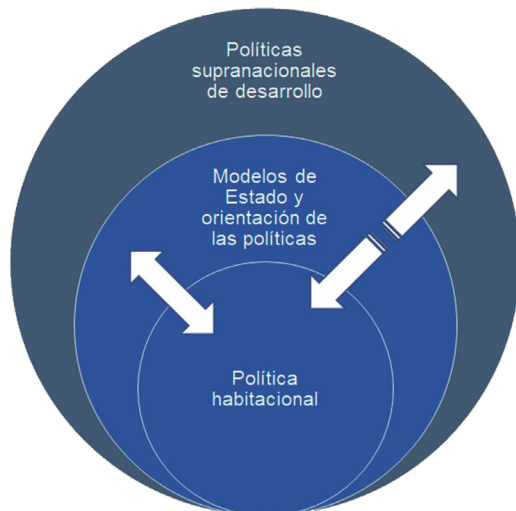 Políticas
supranacionales
de desarrollo
Modelos de
Estado y
orientación de
las políticas
Política
habitacional